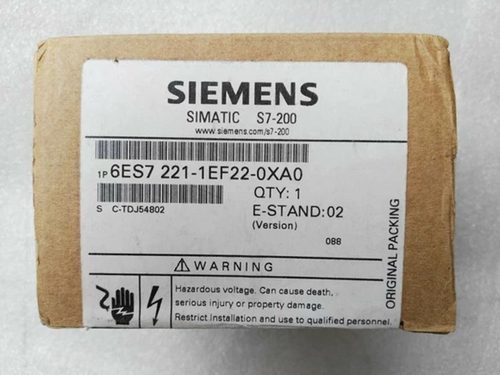 SIEMENS
SIMATIC S7-200
www.siemens.com/s7-200
1P 6ES7 221-1EF22-0XA0
QTY: 1
S C-TDJ54802
E-STAND:02
(Version)
088
ORIGINAL PACKING
WARNING
Hazardous voltage. Can cause death,
serious injury or property damage.
Restrict Installation and use to qualified personnel.